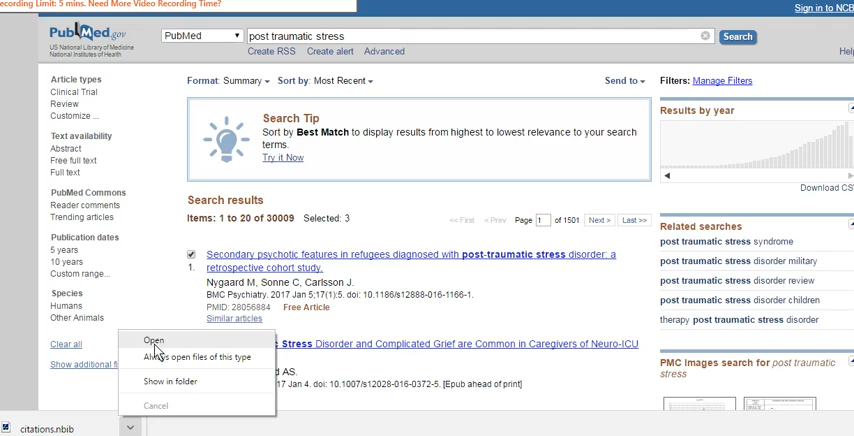 ecording Limit: 5 mins. Need More Video Recording Time?
Sign in to NCB
PubMed.gov
US National Library of Medicine
National Institutes of Health
PubMed
post traumatic stress
Search
Create RSS Create alert Advanced
Help
Article types
Clinical Trial
Review
Customize ...
Text availability
Abstract
Free full text
Full text
PubMed Commons
Reader comments
Trending articles
Publication dates
5 years
10 years
Custom range...
Species
Humans
Other Animals
Clear all
Show additional fi
Format: Summary Sort by: Most Recent
Send to
Search Tip
Sort by Best Match to display results from highest to lowest relevance to your search
terms.
Try it Now
Search results
Items: 1 to 20 of 30009 Selected: 3
<< First < Prev Page 1 of 1501 Next > Last >>
Secondary psychotic features in refugees diagnosed with post-traumatic stress disorder: a
1. retrospective cohort study.
Nygaard M, Sonne C, Carlsson J.
BMC Psychiatry. 2017 Jan 5;17(1):5. doi: 10.1186/s12888-016-1166-1.
PMID: 28056884 Free Article
Similar articles
Stress Disorder and Complicated Grief are Common in Caregivers of Neuro-ICU
d AS.
17 Jan 4. doi: 10.1007/s12028-016-0372-5. [Epub ahead of print]
Open
Always open files of this type
Show in folder
Cancel
citations.nbib
Filters: Manage Filters
Results by year
Download CS
Related searches
post traumatic stress syndrome
post traumatic stress disorder military
post traumatic stress disorder review
post traumatic stress disorder children
therapy post traumatic stress disorder
PMC Images search for post traumatic
stress